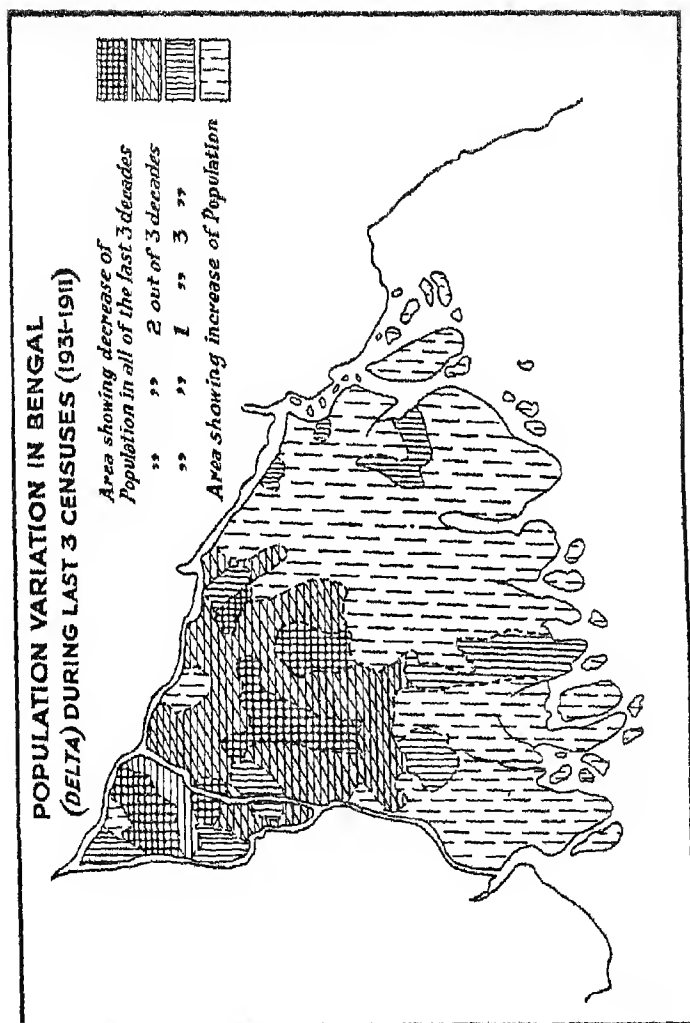 POPULATION VARIATION IN BENGAL
(DELTA) DURING LAST 3 CENSUSES (1931-1911)
Area showing decrease of
Population in all of the last 3 decades
" " 2 out of 3 decades
" " 1 " 3 "
Area showing increase of Population